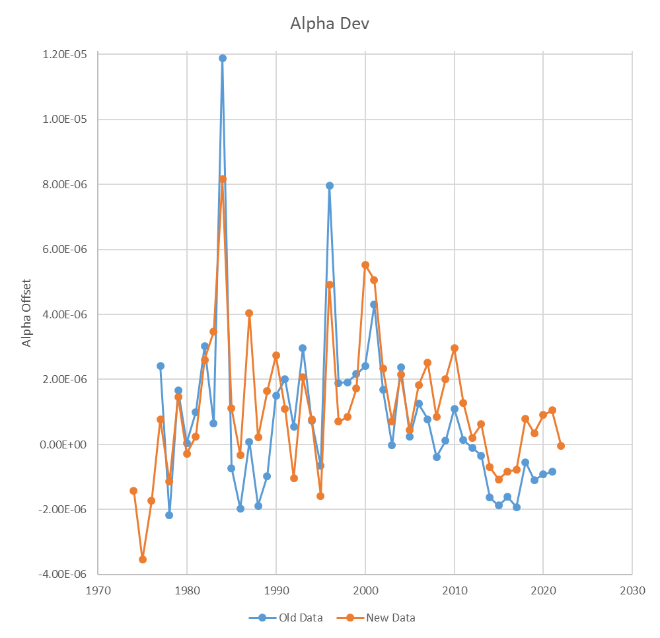 Alpha Dev
1.20E-05
1.00E-05
8.00E-06
6.00E-06
4.00E-06
2.00E-06
0.00E+00
-2.00E-06
-4.00E-06
Alpha Offset
1970 1980 1990 2000 2010 2020 2030
Old Data New Data